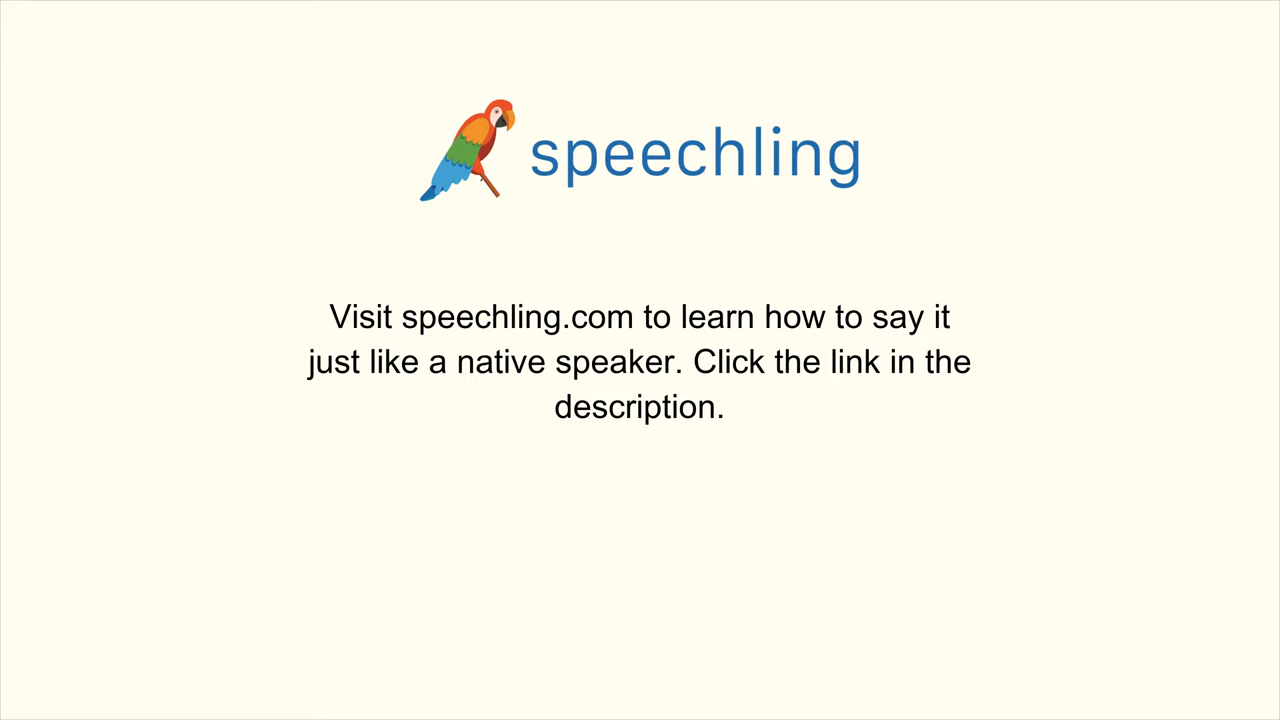 speechling
Visit speechling.com to learn how to say it
just like a native speaker. Click the link in the
description.